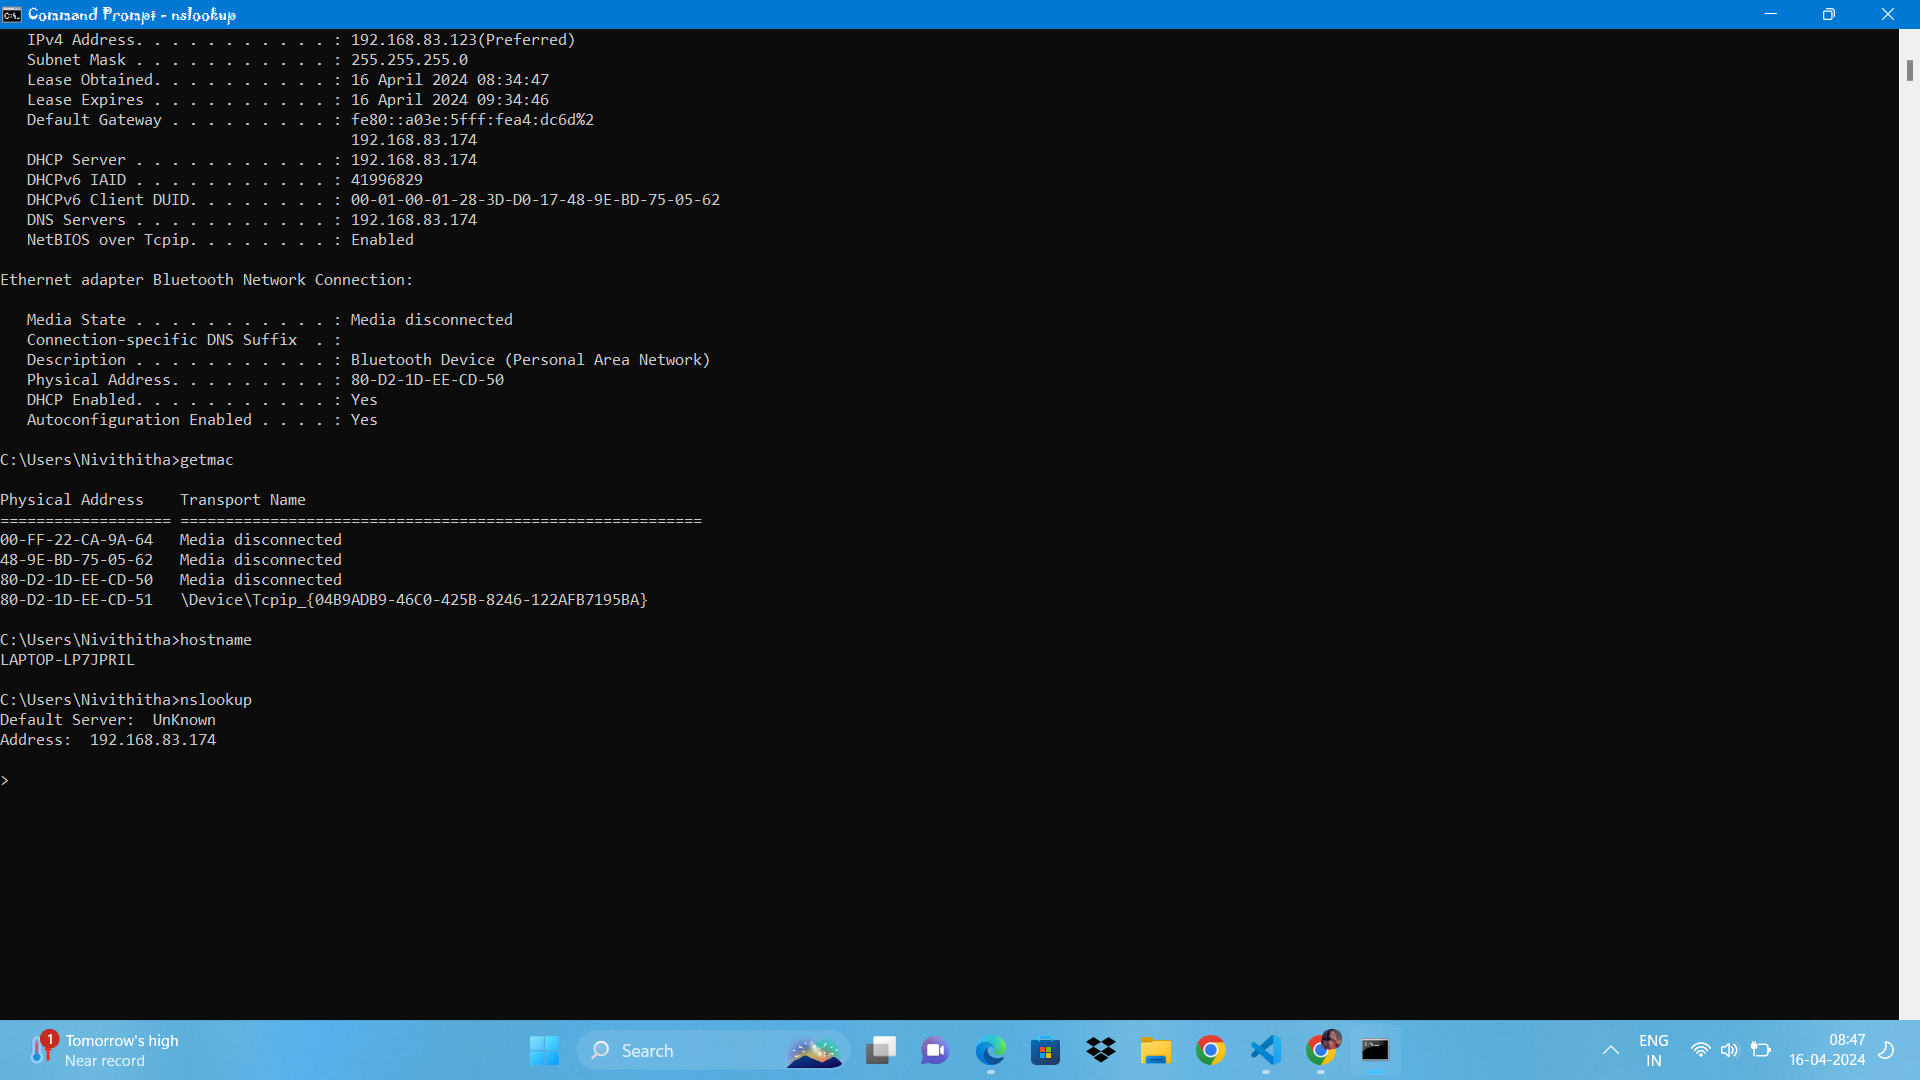 Command Prompt - nslookup
IPv4 Address. . . . . . . . . . . : 192.168.83.123(Preferred)
Subnet Mask . . . . . . . . . . . : 255.255.255.0
Lease Obtained. . . . . . . . . . : 16 April 2024 08:34:47
Lease Expires . . . . . . . . . . : 16 April 2024 09:34:46
Default Gateway . . . . . . . . . : fe80::a03e:5fff:fea4:dc6d%2
192.168.83.174
DHCP Server . . . . . . . . . . . : 192.168.83.174
DHCPv6 IAID . . . . . . . . . . . : 41996829
DHCPv6 Client DUID. . . . . . . . : 00-01-00-01-28-3D-D0-17-48-9E-BD-75-05-62
DNS Servers . . . . . . . . . . . : 192.168.83.174
NetBIOS over Tcpip. . . . . . . . : Enabled
Ethernet adapter Bluetooth Network Connection:
Media State . . . . . . . . . . . : Media disconnected
Connection-specific DNS Suffix  . :
Description . . . . . . . . . . . : Bluetooth Device (Personal Area Network)
Physical Address. . . . . . . . . : 80-D2-1D-EE-CD-50
DHCP Enabled. . . . . . . . . . . : Yes
Autoconfiguration Enabled . . . . : Yes
C:\Users\Nivithitha>getmac
Physical Address    Transport Name
=================== ==========================================================
00-FF-22-CA-9A-64   Media disconnected
48-9E-BD-75-05-62   Media disconnected
80-D2-1D-EE-CD-50   Media disconnected
80-D2-1D-EE-CD-51   \Device\Tcpip_{04B9ADB9-46C0-425B-8246-122AFB7195BA}
C:\Users\Nivithitha>hostname
LAPTOP-LP7JPRIL
C:\Users\Nivithitha>nslookup
Default Server:  UnKnown
Address:  192.168.83.174
>
1
Tomorrow's high
Near record
Search
ENG
IN
08:47
16-04-2024